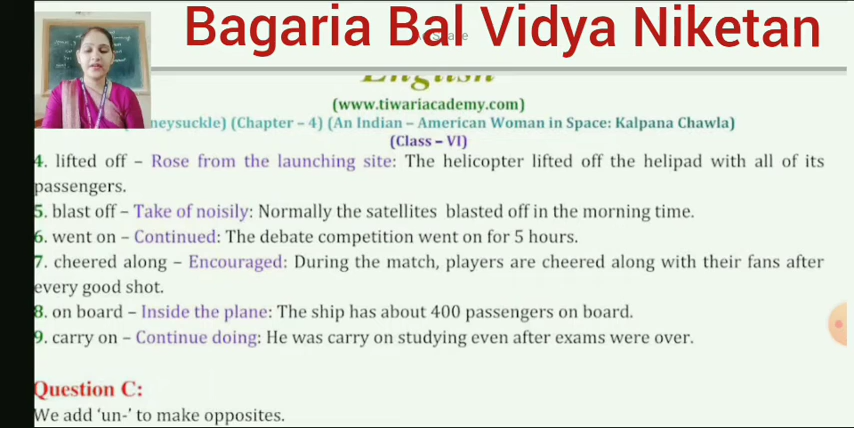 Bagaria Bal Vidya Niketan
English
(www.tiwariacademy.com)
neysuckle) (Chapter – 4) (An Indian – American Woman in Space: Kalpana Chawla)
(Class – VI)
4. lifted off – Rose from the launching site: The helicopter lifted off the helipad with all of its
passengers.
5. blast off – Take of noisily: Normally the satellites blasted off in the morning time.
6. went on – Continued: The debate competition went on for 5 hours.
7. cheered along – Encouraged: During the match, players are cheered along with their fans after
every good shot.
8. on board – Inside the plane: The ship has about 400 passengers on board.
9. carry on – Continue doing: He was carry on studying even after exams were over.
Question C:
We add ‘un-’ to make opposites.